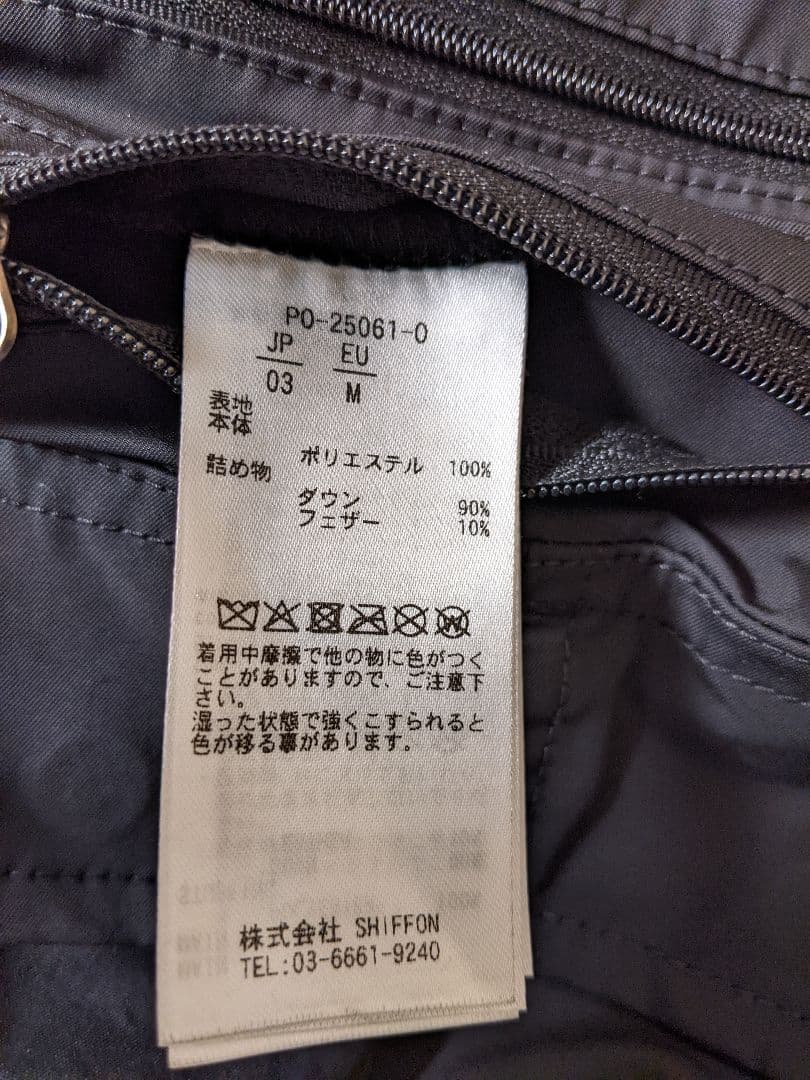 PO-25061-0
JP EU
03 M
表地
本体
ポリエステル 100%
詰め物
ダウン 90%
フェザー 10%
着用中摩擦で他の物に色がつく
ことがありますので、ご注意下
さい。
湿った状態で強くこすられると
色が移る事があります。
株式会社 SHIFFON
TEL:03-6661-9240